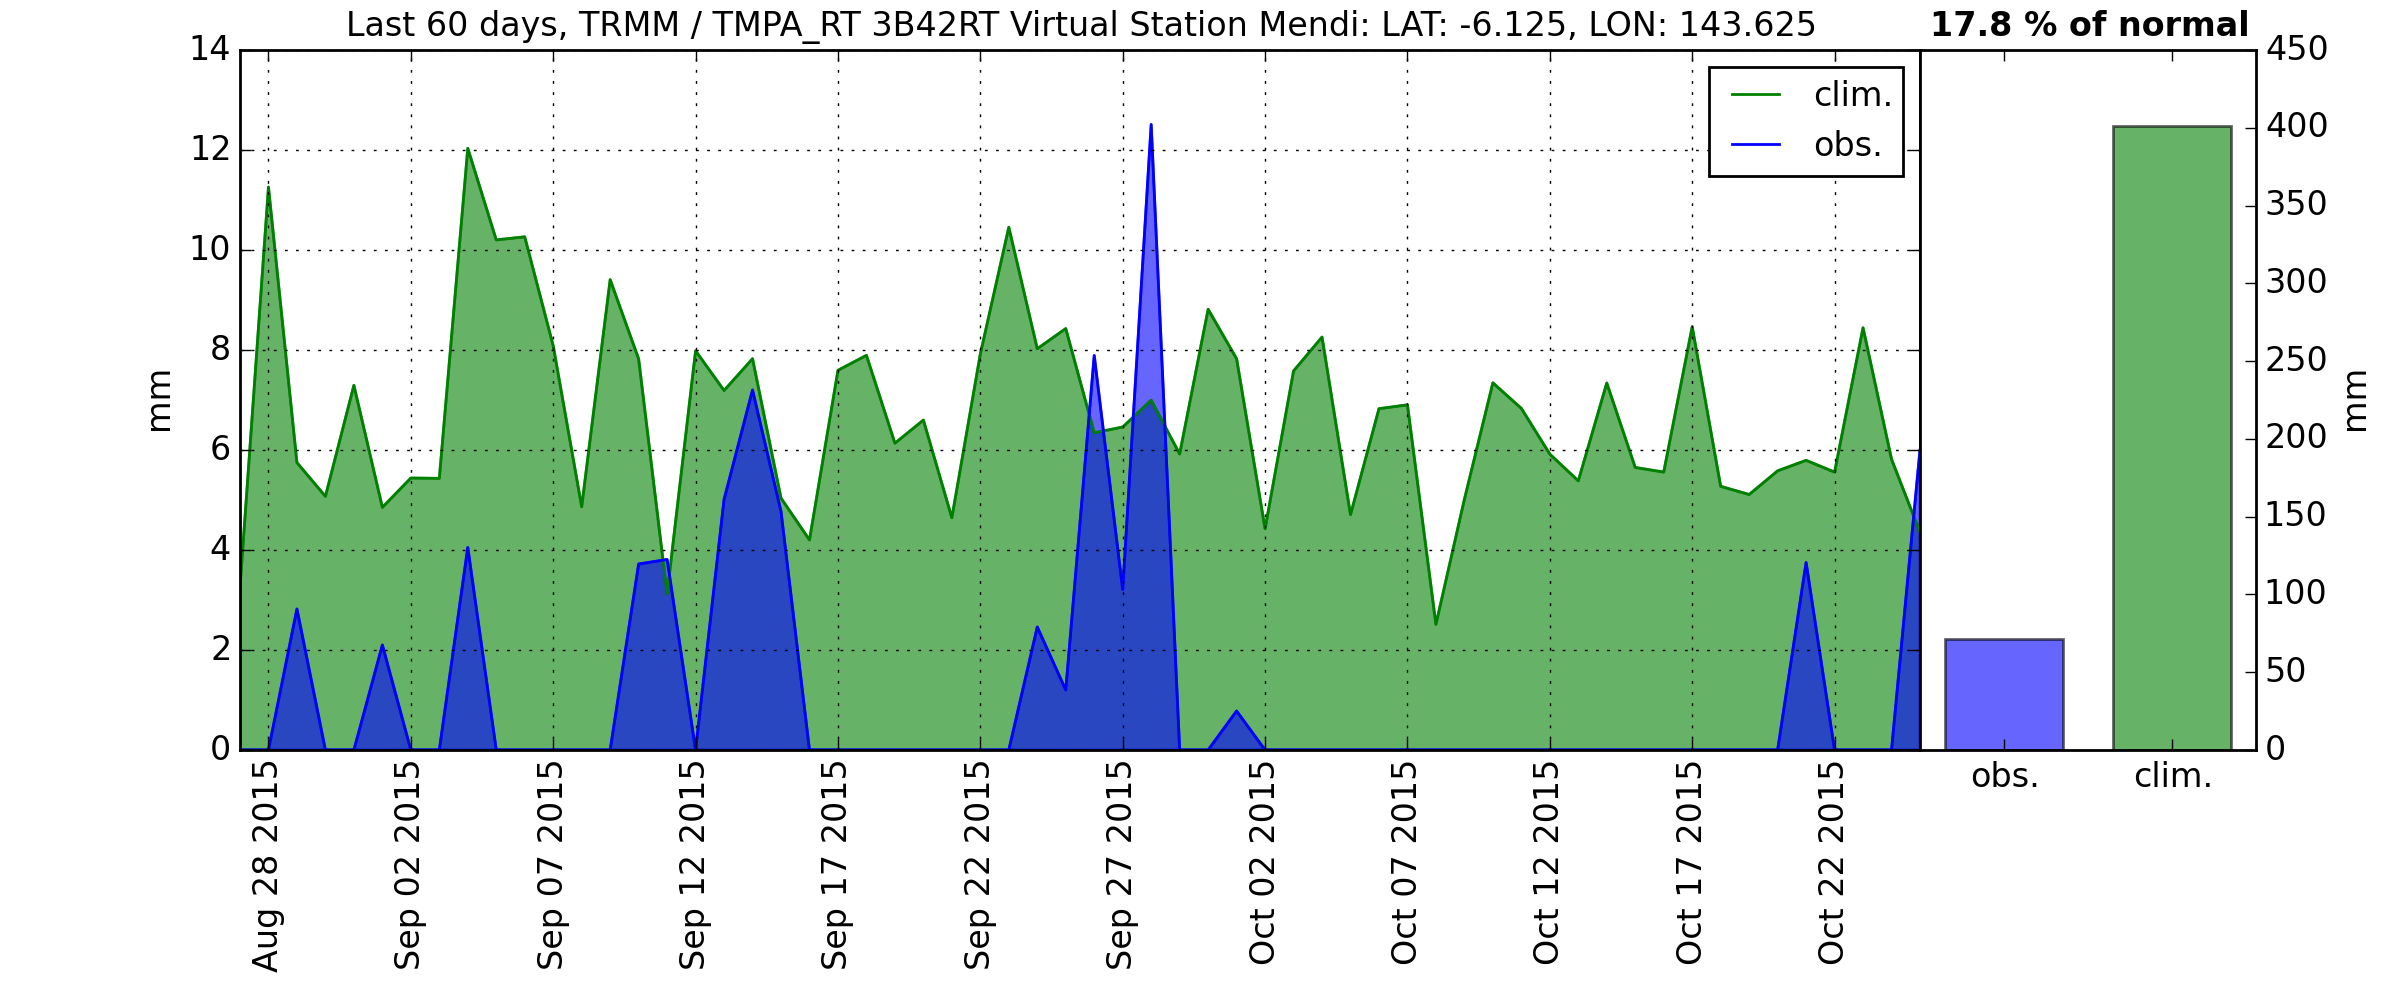 Last 60 days, TRMM / TMPA_RT 3B42RT Virtual Station Mendi: LAT: -6.125, LON: 143.625
17.8 % of normal
14
12
10
8
6
4
2
0
mm
clim.
obs.
450
400
350
300
250
200
150
100
50
0
mm
Aug 28 2015
Sep 02 2015
Sep 07 2015
Sep 12 2015
Sep 17 2015
Sep 22 2015
Sep 27 2015
Oct 02 2015
Oct 07 2015
Oct 12 2015
Oct 17 2015
Oct 22 2015
obs.
clim.